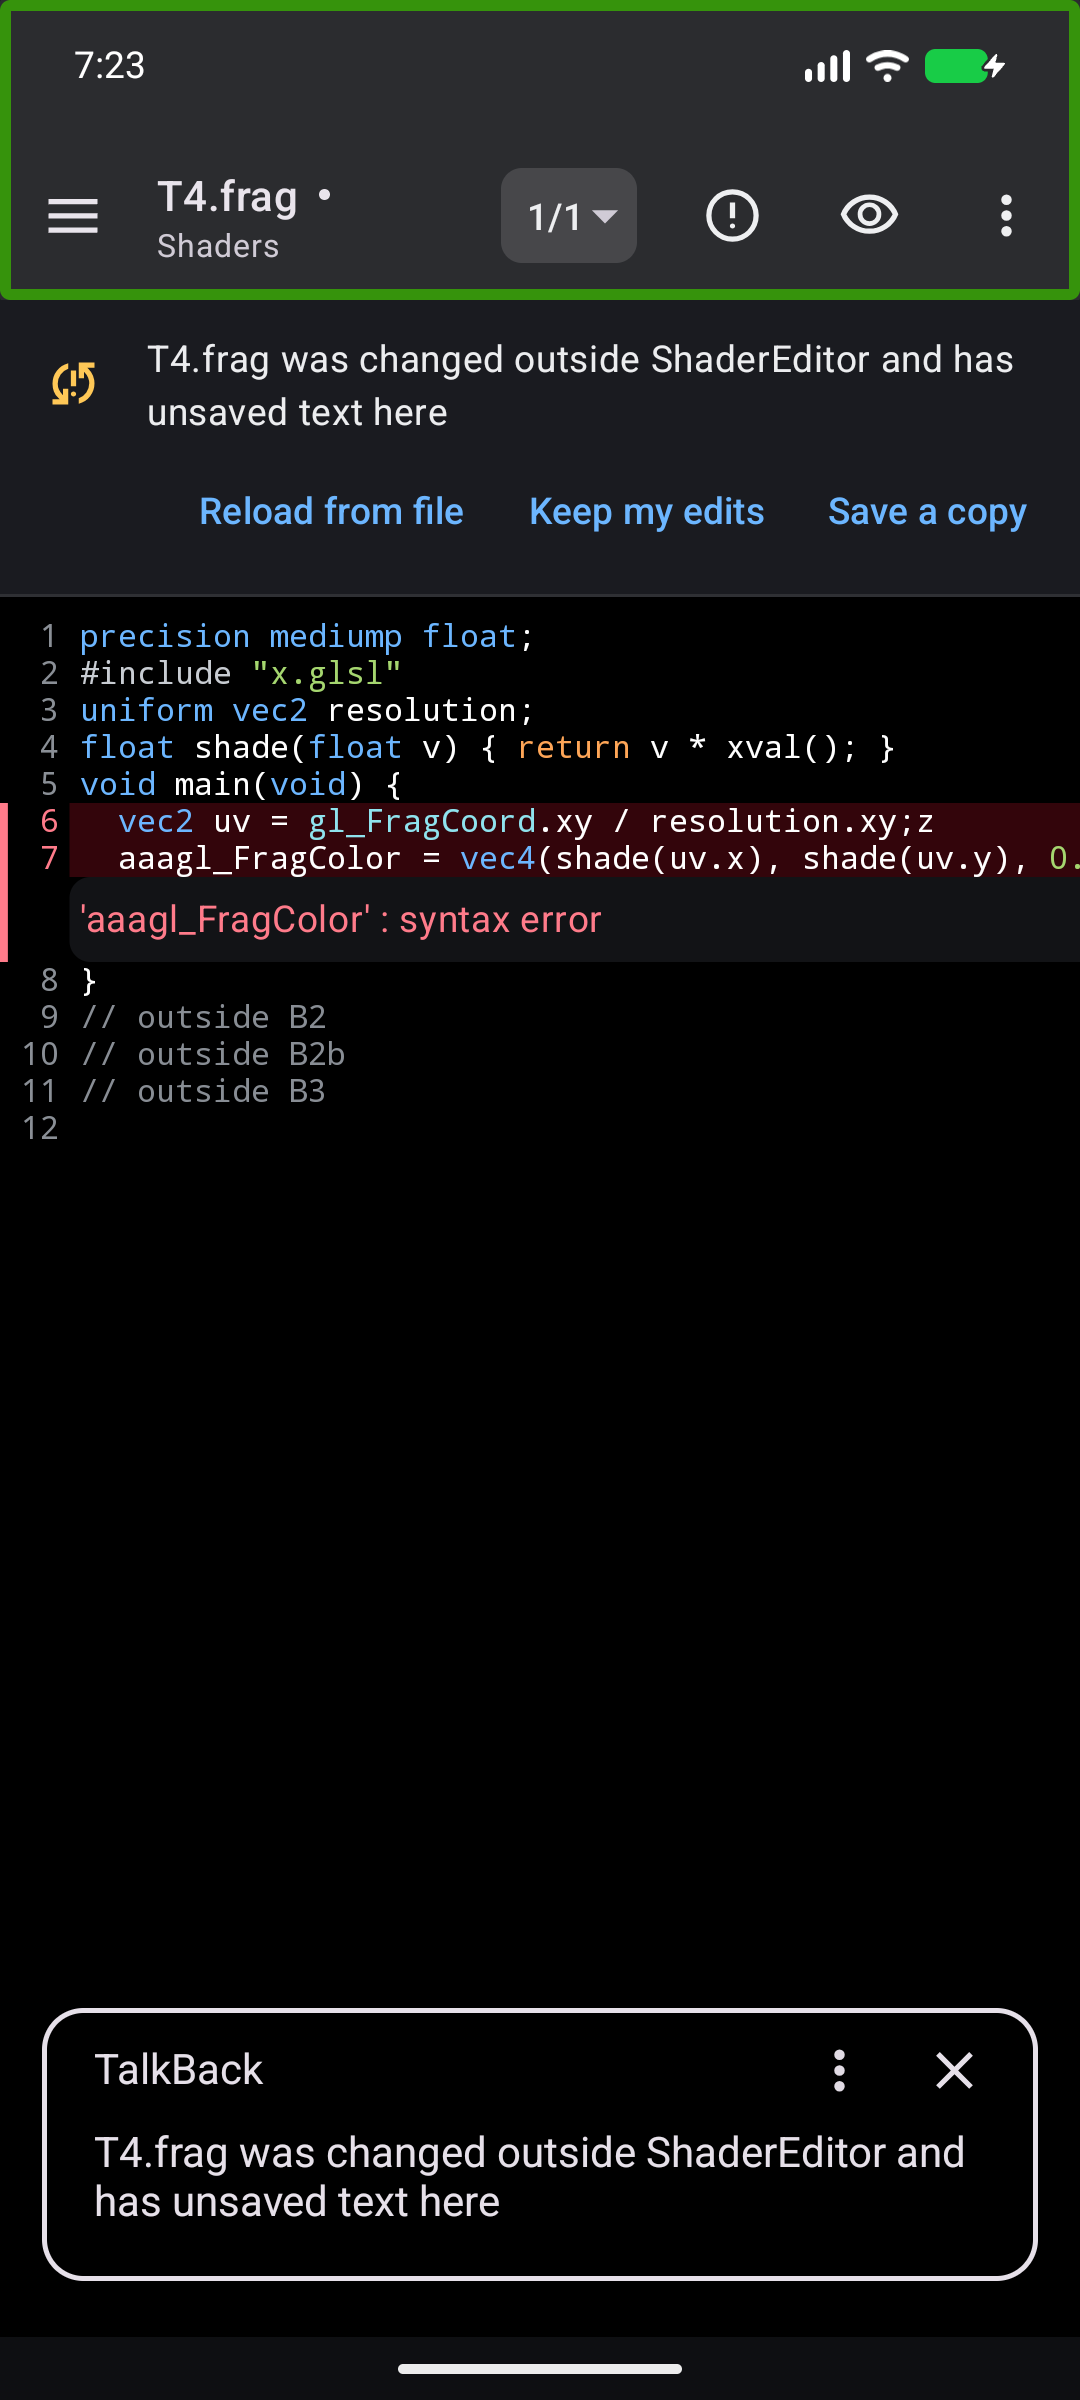 7:23
T4.frag •
Shaders
1/1
T4.frag was changed outside ShaderEditor and has
unsaved text here
Reload from file Keep my edits Save a copy
1 precision mediump float;
2 #include "x.glsl"
3 uniform vec2 resolution;
4 float shade(float v) { return v * xval(); }
5 void main(void) {
6 vec2 uv = gl_FragCoord.xy / resolution.xy;z
7 aaagl_FragColor = vec4(shade(uv.x), shade(uv.y), 0.
'aaagl_FragColor' : syntax error
8 }
9 // outside B2
10 // outside B2b
11 // outside B3
12
TalkBack
T4.frag was changed outside ShaderEditor and
has unsaved text here